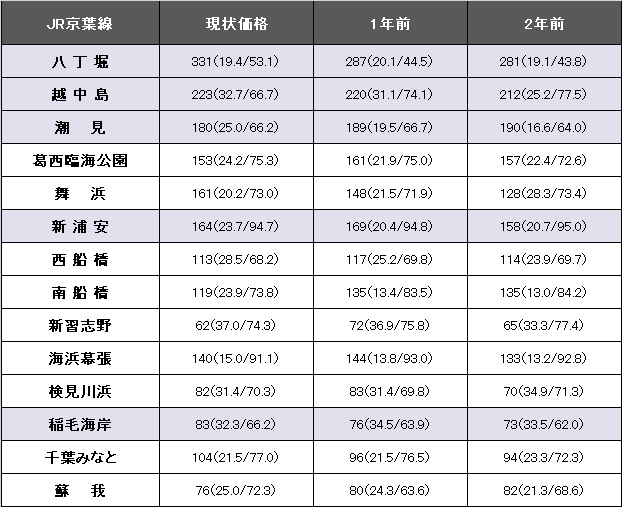 JR京葉線 現状価格 1年前 2年前
八丁堀 331(19.4/53.1) 287(20.1/44.5) 281(19.1/43.8)
越中島 223(32.7/66.7) 220(31.1/74.1) 212(25.2/77.5)
潮見 180(25.0/66.2) 189(19.5/66.7) 190(16.6/64.0)
葛西臨海公園 153(24.2/75.3) 161(21.9/75.0) 157(22.4/72.6)
舞浜 161(20.2/73.0) 148(21.5/71.9) 128(28.3/73.4)
新浦安 164(23.7/94.7) 169(20.4/94.8) 158(20.7/95.0)
西船橋 113(28.5/68.2) 117(25.2/69.8) 114(23.9/69.7)
南船橋 119(23.9/73.8) 135(13.4/83.5) 135(13.0/84.2)
新習志野 62(37.0/74.3) 72(36.9/75.8) 65(33.3/77.4)
海浜幕張 140(15.0/91.1) 144(13.8/93.0) 133(13.2/92.8)
検見川浜 82(31.4/70.3) 83(31.4/69.8) 70(34.9/71.3)
稲毛海岸 83(32.3/66.2) 76(34.5/63.9) 73(33.5/62.0)
千葉みなと 104(21.5/77.0) 96(21.5/76.5) 94(23.3/72.3)
蘇我 76(25.0/72.3) 80(24.3/63.6) 82(21.3/68.6)